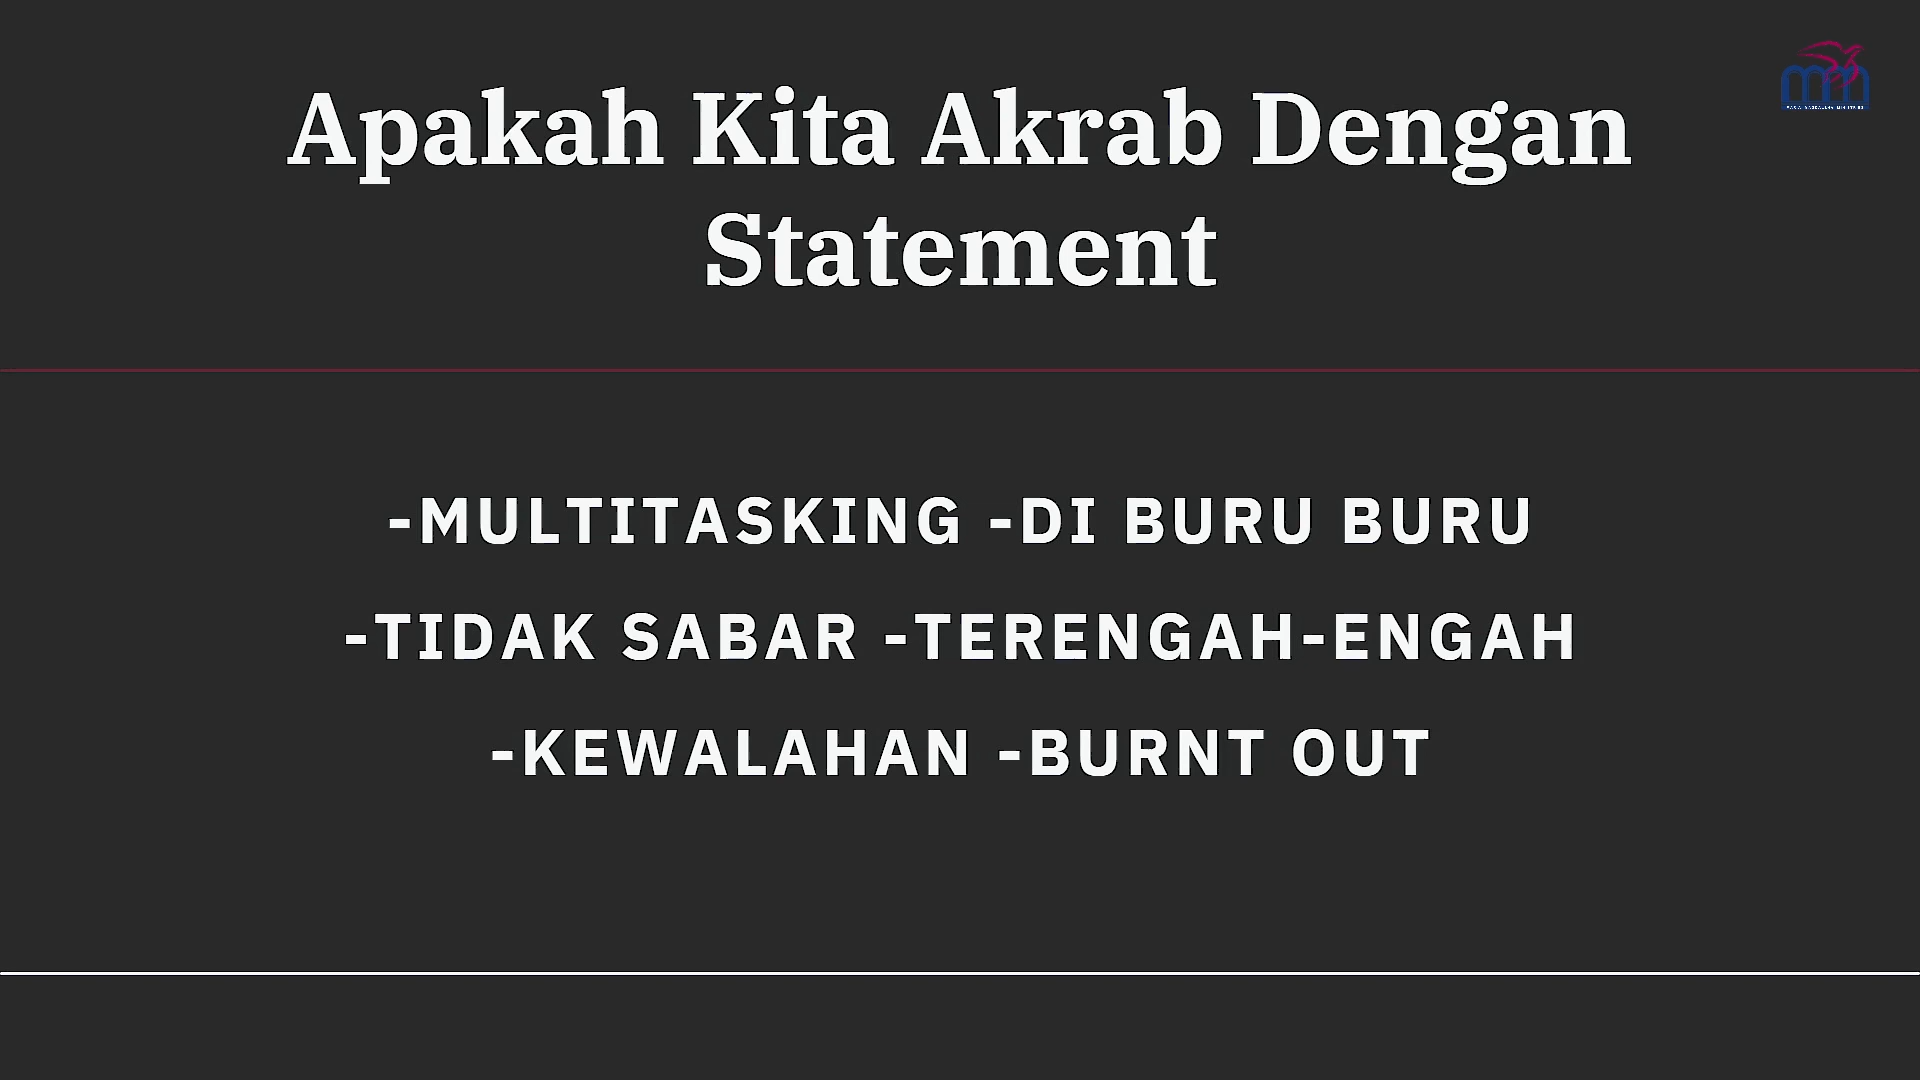 Apakah Kita Akrab Dengan
Statement
-MULTITASKING -DI BURU BURU
-TIDAK SABAR -TERENGAH-ENGAH
-KEWALAHAN -BURNT OUT